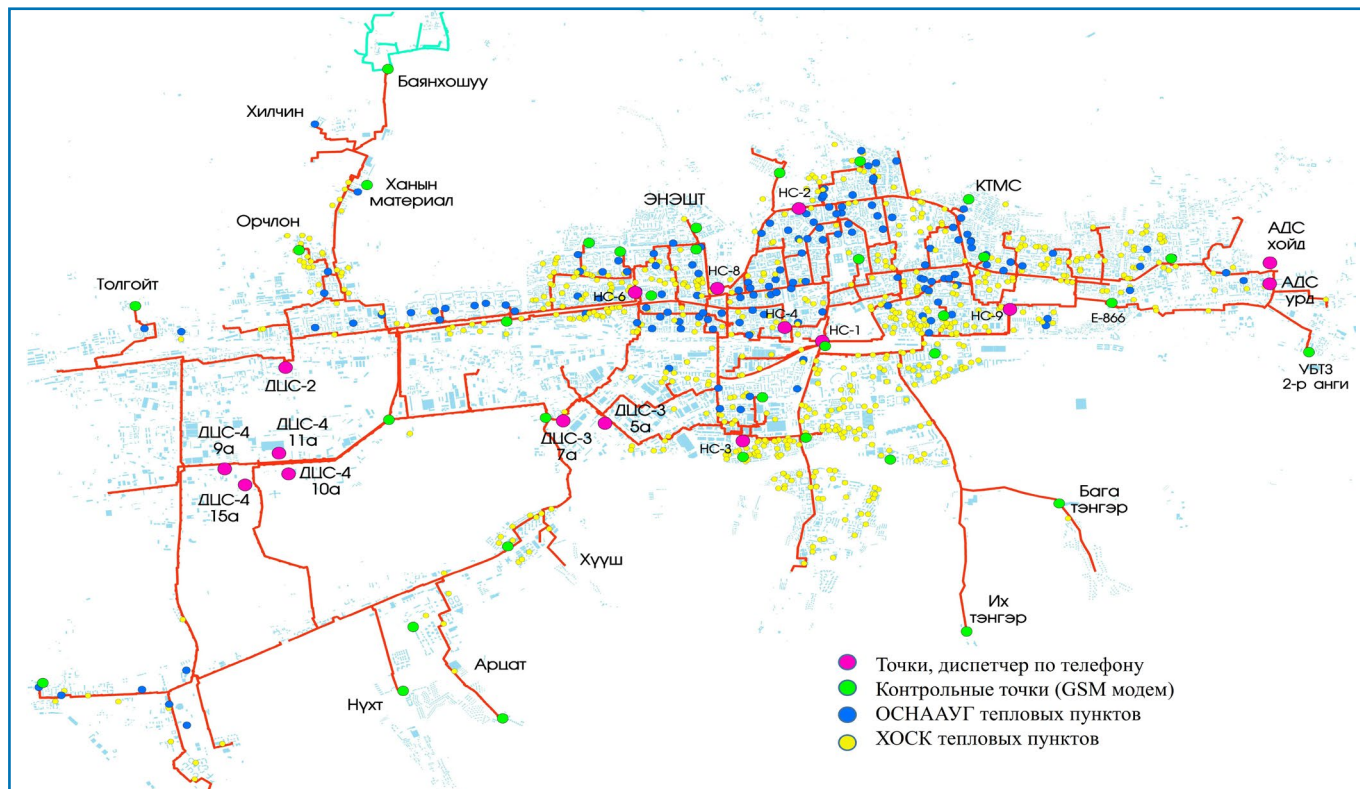 Баянхошуу
Хилчин
Ханын
материал
Орчлон
Толгойт
ЭНЭШТ
НС-2
КТМС
АДС
хойд
АДС
урд
НС-8
НС-6
НС-4
НС-1
НС-9
Е-866
УБТЗ
2-р анги
ДЦС-2
ДЦС-4
9а
ДЦС-4
11а
ДЦС-4
10а
ДЦС-4
15а
ДЦС-3
7а
ДЦС-3
5а
НС-3
Бага
тэнгэр
Хүүш
Их
тэнгэр
Арцат
Нүхт
Точки, диспетчер по телефону
Контрольные точки (GSM модем)
ОСНААУГ тепловых пунктов
ХОСК тепловых пунктов